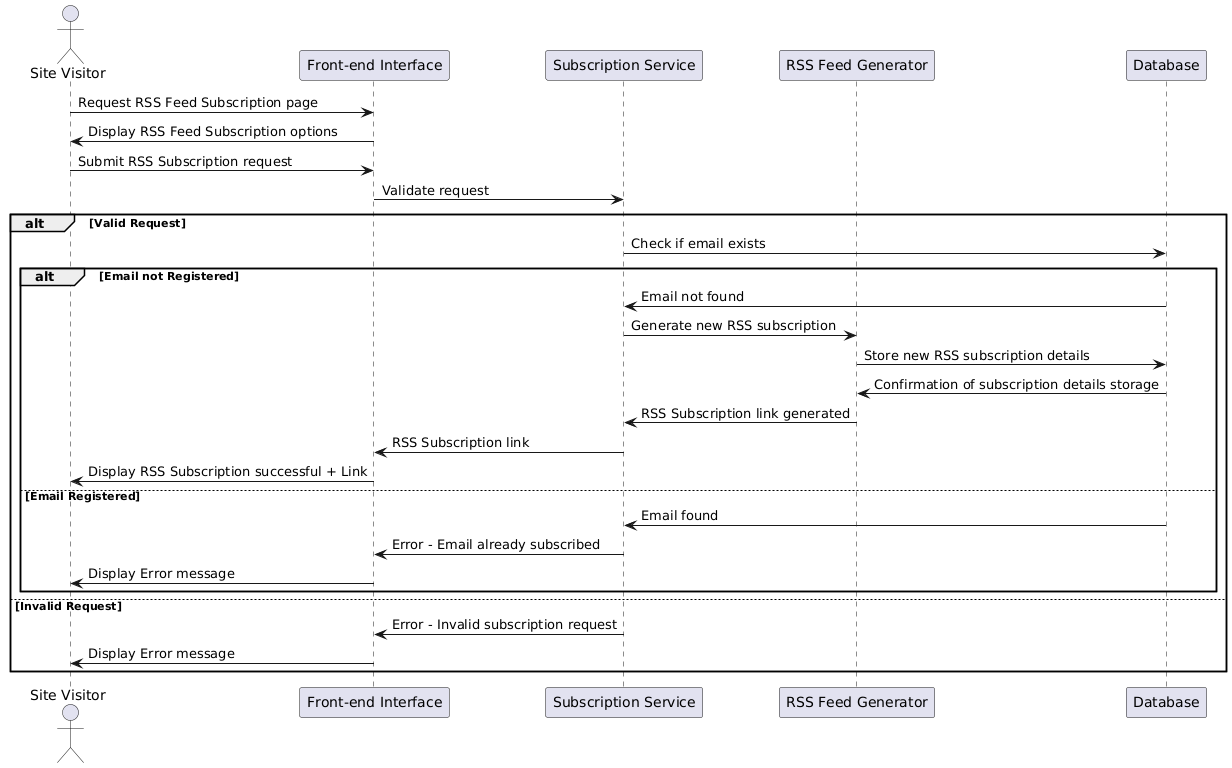 Site Visitor
Front-end Interface
Subscription Service
RSS Feed Generator
Database
Request RSS Feed Subscription page
Display RSS Feed Subscription options
Submit RSS Subscription request
Validate request
alt [Valid Request]
Check if email exists
alt [Email not Registered]
Email not found
Generate new RSS subscription
Store new RSS subscription details
Confirmation of subscription details storage
RSS Subscription link generated
RSS Subscription link
Display RSS Subscription successful + Link
[Email Registered]
Email found
Error - Email already subscribed
Display Error message
[Invalid Request]
Error - Invalid subscription request
Display Error message
Site Visitor
Front-end Interface
Subscription Service
RSS Feed Generator
Database